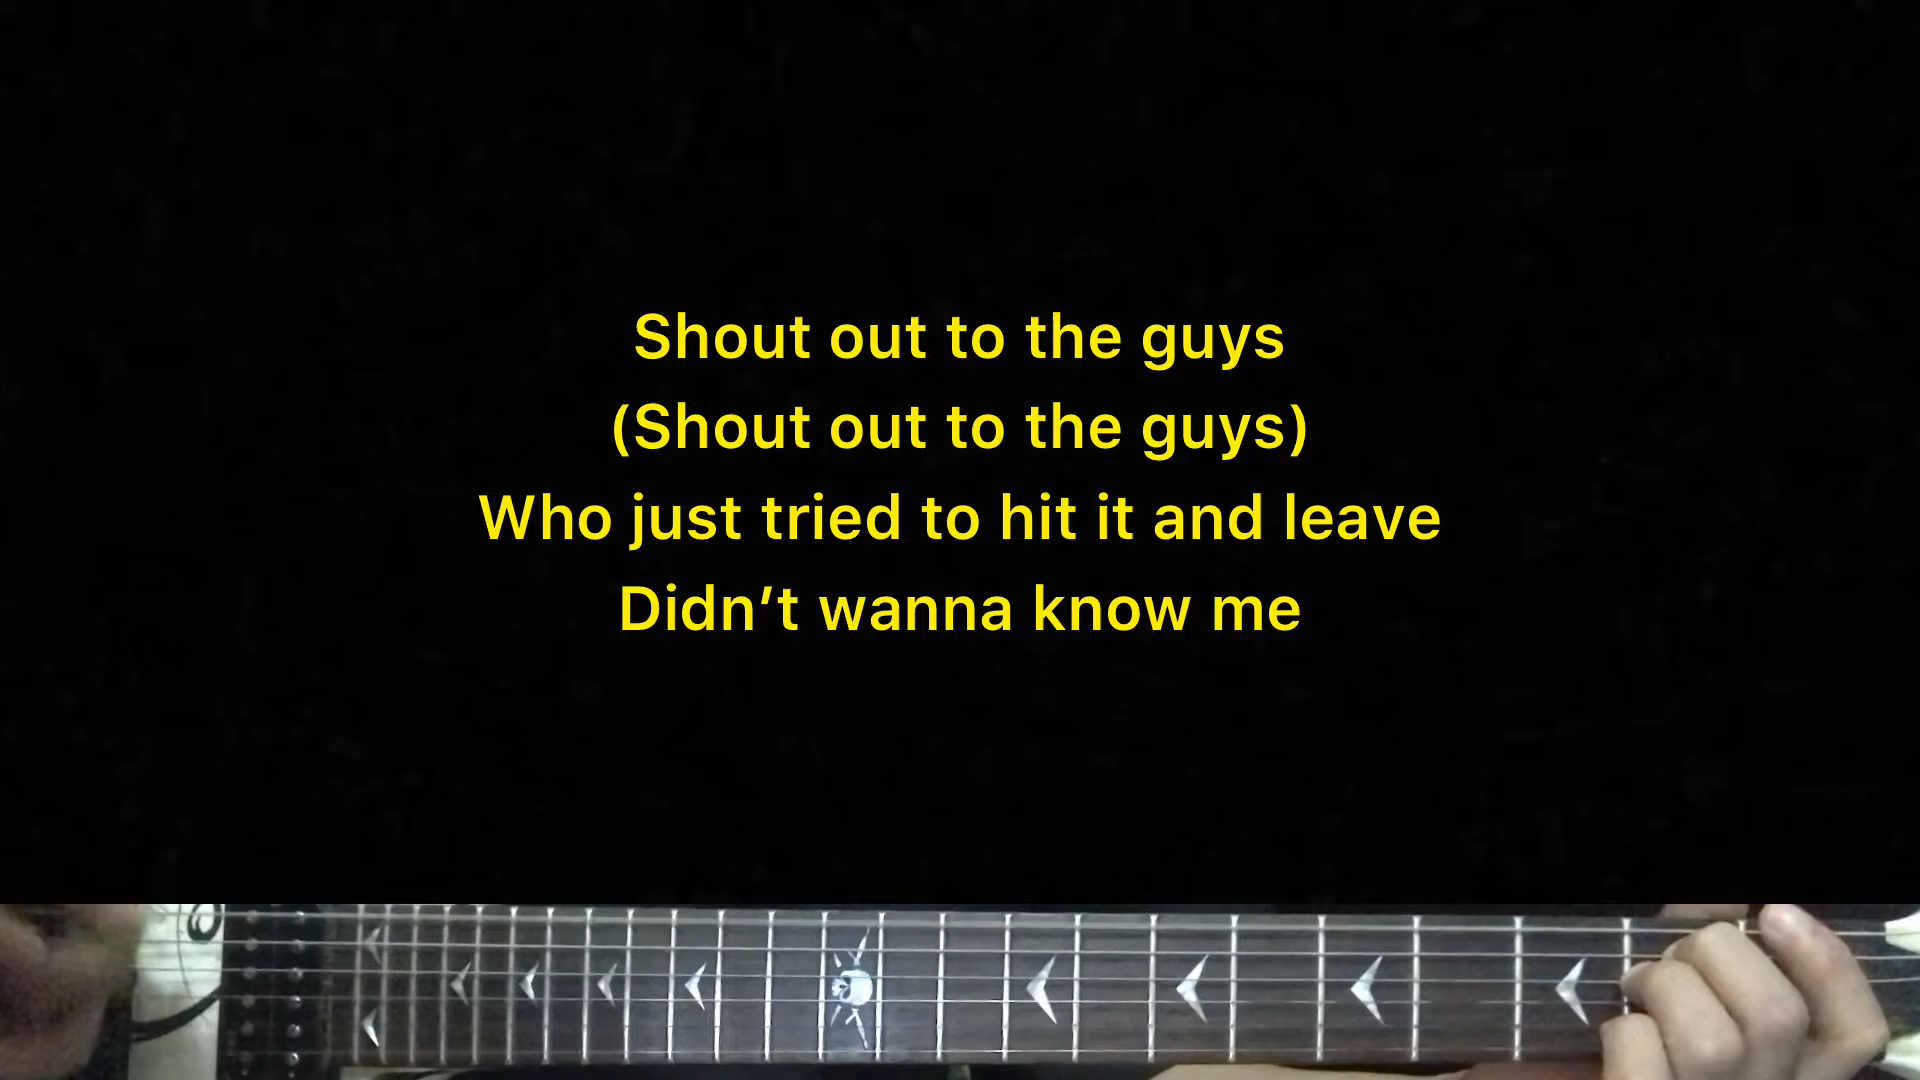 Shout out to the guys
(Shout out to the guys)
Who just tried to hit it and leave
Didn’t wanna know me